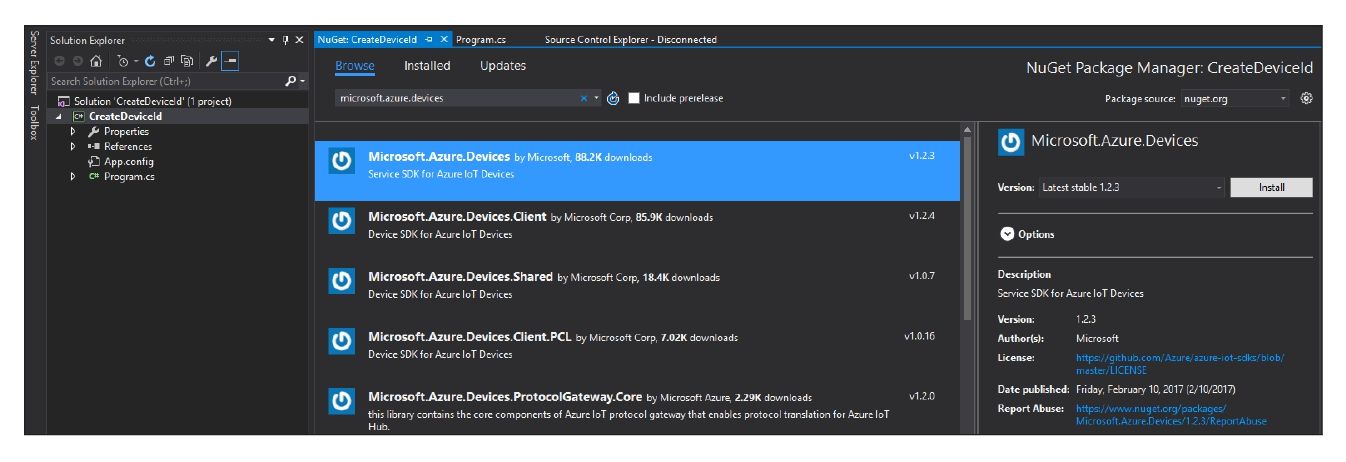 Server Explorer
Toolbox
Solution Explorer
Search Solution Explorer (Ctrl+;)
Solution 'CreateDeviceId' (1 project)
CreateDeviceId
Properties
References
App.config
Program.cs
NuGet: CreateDeviceId
Program.cs
Source Control Explorer - Disconnected
Browse
Installed
Updates
NuGet Package Manager: CreateDeviceId
microsoft.azure.devices
Include prerelease
Package source: nuget.org
Microsoft.Azure.Devices by Microsoft, 88.2K downloads v1.2.3
Service SDK for Azure IoT Devices
Microsoft.Azure.Devices.Client by Microsoft Corp, 85.9K downloads v1.2.4
Device SDK for Azure IoT Devices
Microsoft.Azure.Devices.Shared by Microsoft Corp, 18.4K downloads v1.0.7
Device SDK for Azure IoT Devices
Microsoft.Azure.Devices.Client.PCL by Microsoft Corp, 7.02K downloads v1.0.16
Device SDK for Azure IoT Devices
Microsoft.Azure.Devices.ProtocolGateway.Core by Microsoft Azure, 2.29K downloads v1.2.0
this library contains the core components of Azure IoT protocol gateway that enables protocol translation for Azure IoT
Hub.
Microsoft.Azure.Devices
Version: Latest stable 1.2.3
Install
Options
Description
Service SDK for Azure IoT Devices
Version: 1.2.3
Author(s): Microsoft
License: https://github.com/Azure/azure-iot-sdks/blob/
master/LICENSE
Date published: Friday, February 10, 2017 (2/10/2017)
Report Abuse: https://www.nuget.org/packages/
Microsoft.Azure.Devices/1.2.3/ReportAbuse